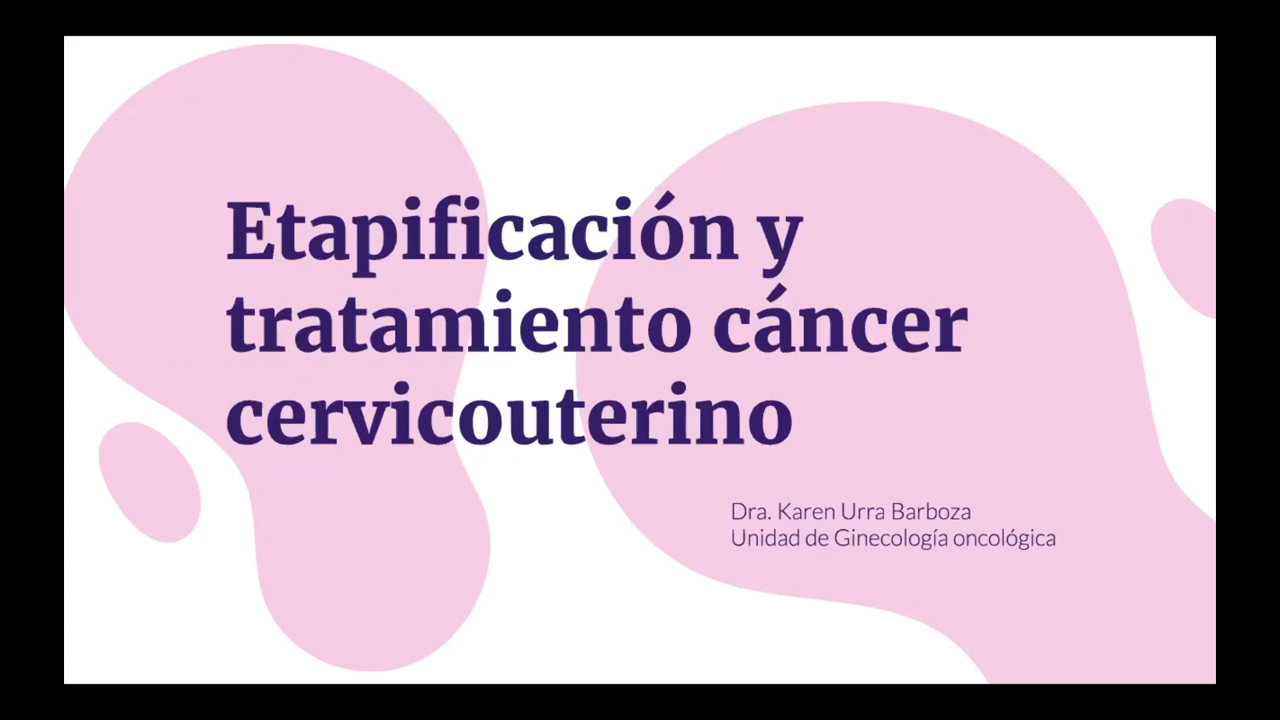 Etapificación y
tratamiento cáncer
cervicouterino
Dra. Karen Urra Barboza
Unidad de Ginecología oncológica